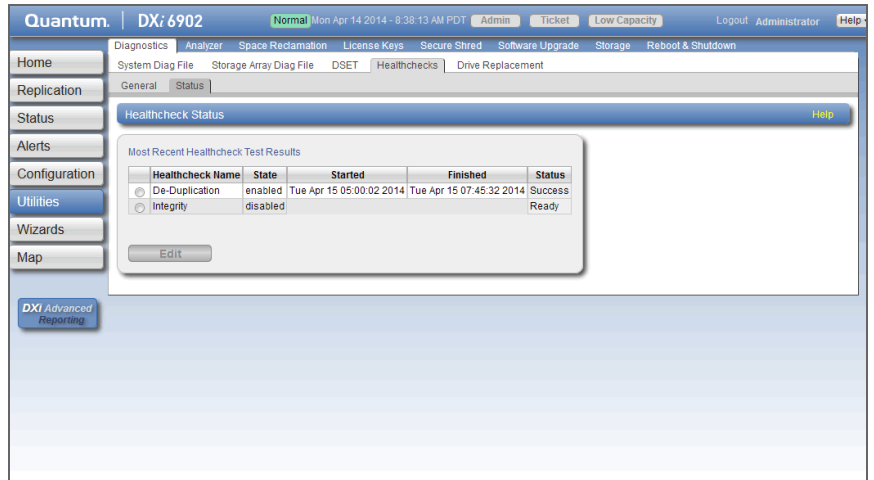 Quantum. DXi 6902 Normal Mon Apr 14 2014 - 8:38:13 AM PDT Admin Ticket Low Capacity Logout Administrator Help
Diagnostics Analyzer Space Reclamation License Keys Secure Shred Software Upgrade Storage Reboot & Shutdown
System Diag File Storage Array Diag File DSET Healthchecks Drive Replacement
General Status
Home
Replication
Status
Alerts
Configuration
Utilities
Wizards
Map
DXi Advanced
Reporting
Healthcheck Status Help
Most Recent Healthcheck Test Results
Healthcheck Name State Started Finished Status
De-Duplication enabled Tue Apr 15 05:00:02 2014 Tue Apr 15 07:45:32 2014 Success
Integrity disabled Ready
Edit